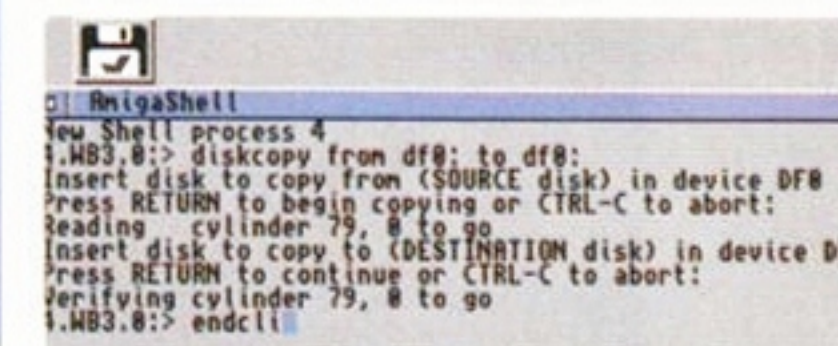 AmigaShell
New Shell process 4
4.WB3.0:> diskcopy from df0: to df0:
Insert disk to copy from (SOURCE disk) in device DF0
Press RETURN to begin copying or CTRL-C to abort:
Reading cylinder 79, 0 to go
Insert disk to copy to (DESTINATION disk) in device D
Press RETURN to continue or CTRL-C to abort:
Verifying cylinder 79, 0 to go
4.WB3.0:> endcli